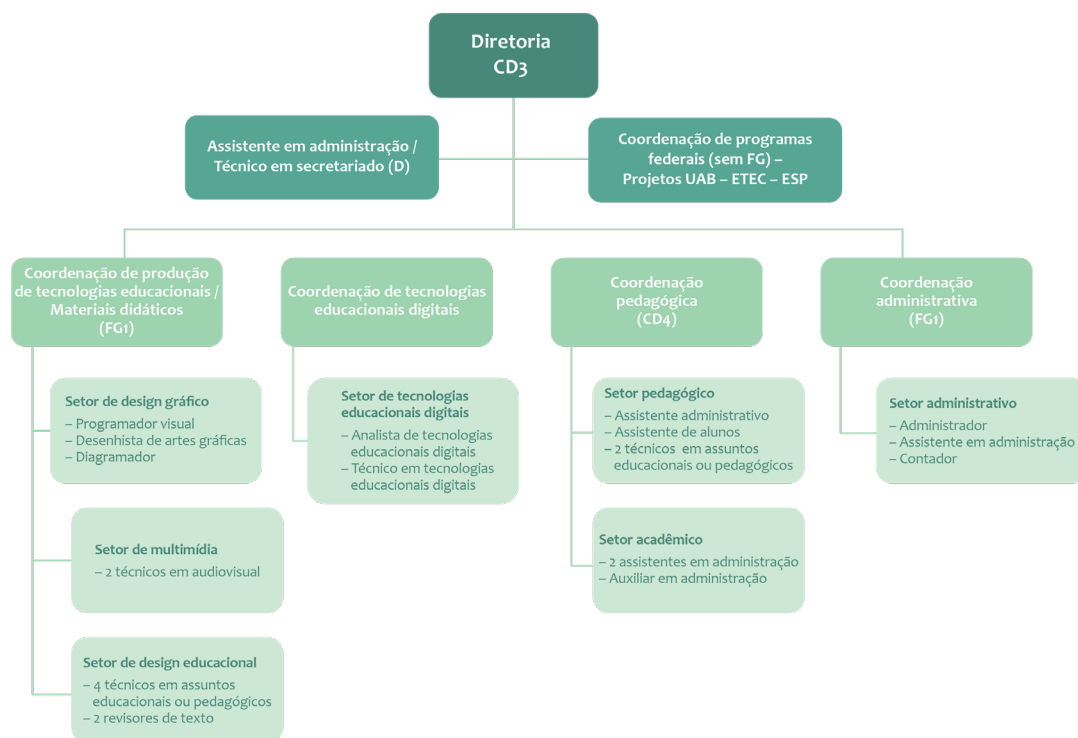 Diretoria
CD3
Assistente em administração /
Técnico em secretariado (D)
Coordenação de programas
federais (sem FG) –
Projetos UAB – ETEC – ESP
Coordenação de produção
de tecnologias educacionais /
Materiais didáticos
(FG1)
Coordenação de tecnologias
educacionais digitais
Coordenação
pedagógica
(CD4)
Coordenação
administrativa
(FG1)
Setor de design gráfico
– Programador visual
– Desenhista de artes gráficas
– Diagramador
Setor de multimídia
– 2 técnicos em audiovisual
Setor de design educacional
– 4 técnicos em assuntos
educacionais ou pedagógicos
– 2 revisores de texto
Setor de tecnologias
educacionais digitais
– Analista de tecnologias
educacionais digitais
– Técnico em tecnologias
educacionais digitais
Setor pedagógico
– Assistente administrativo
– Assistente de alunos
– 2 técnicos em assuntos
educacionais ou pedagógicos
Setor acadêmico
– 2 assistentes em administração
– Auxiliar em administração
Setor administrativo
– Administrador
– Assistente em administração
– Contador